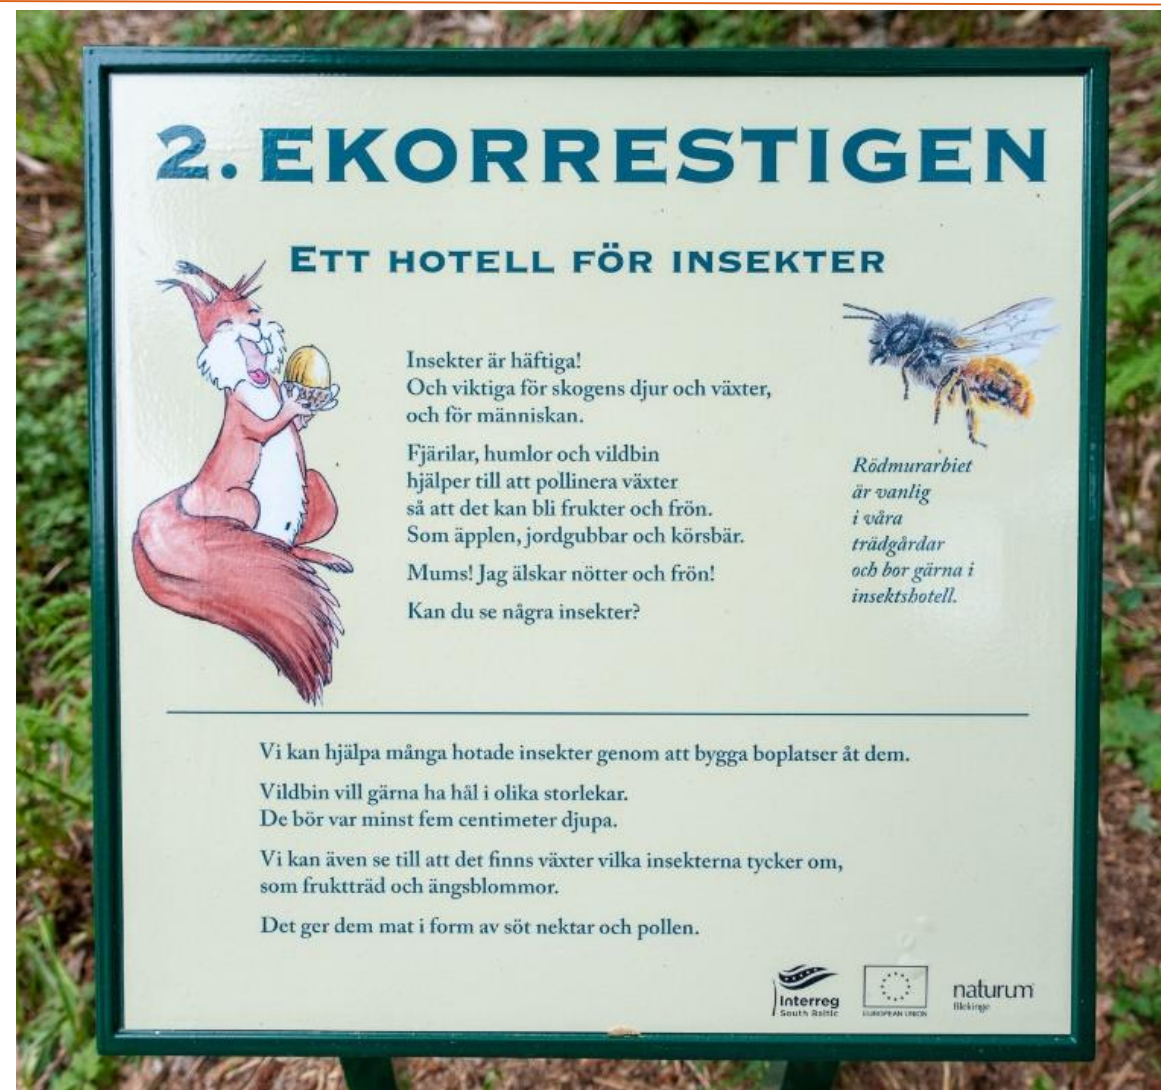 2. EKORRESTIGEN
ETT HOTELL FÖR INSEKTER
Insekter är häftiga!
Och viktiga för skogens djur och växter,
och för människan.
Fjärilar, humlor och vildbin
hjälper till att pollinera växter
så att det kan bli frukter och frön.
Som äpplen, jordgubbar och körsbär.
Mums! Jag älskar nötter och frön!
Kan du se några insekter?
Rödmurarbiet
är vanlig
i våra
trädgårdar
och bor gärna i
insektshotell.
Vi kan hjälpa många hotade insekter genom att bygga boplatser åt dem.
Vildbin vill gärna ha hål i olika storlekar.
De bör var minst fem centimeter djupa.
Vi kan även se till att det finns växter vilka insekterna tycker om,
som fruktträd och ängsblommor.
Det ger dem mat i form av söt nektar och pollen.
Interreg
South Baltic
EUROPEAN UNION
naturum
Blekinge